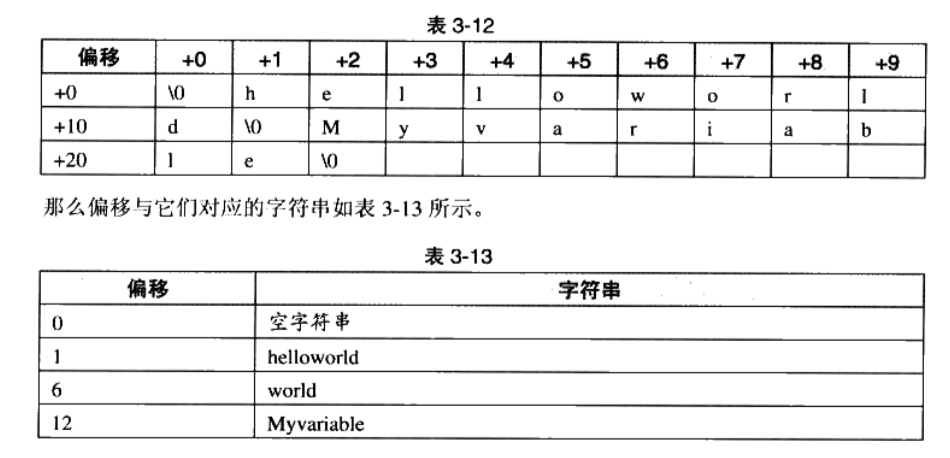 表 3-12
偏移 +0 +1 +2 +3 +4 +5 +6 +7 +8 +9
+0 \0 h e l l o w o r l
+10 d \0 M y v a r i a b
+20 l e \0
那么偏移与它们对应的字符串如表 3-13 所示。
表 3-13
偏移 字符串
0 空字符串
1 helloworld
6 world
12 Myvariable